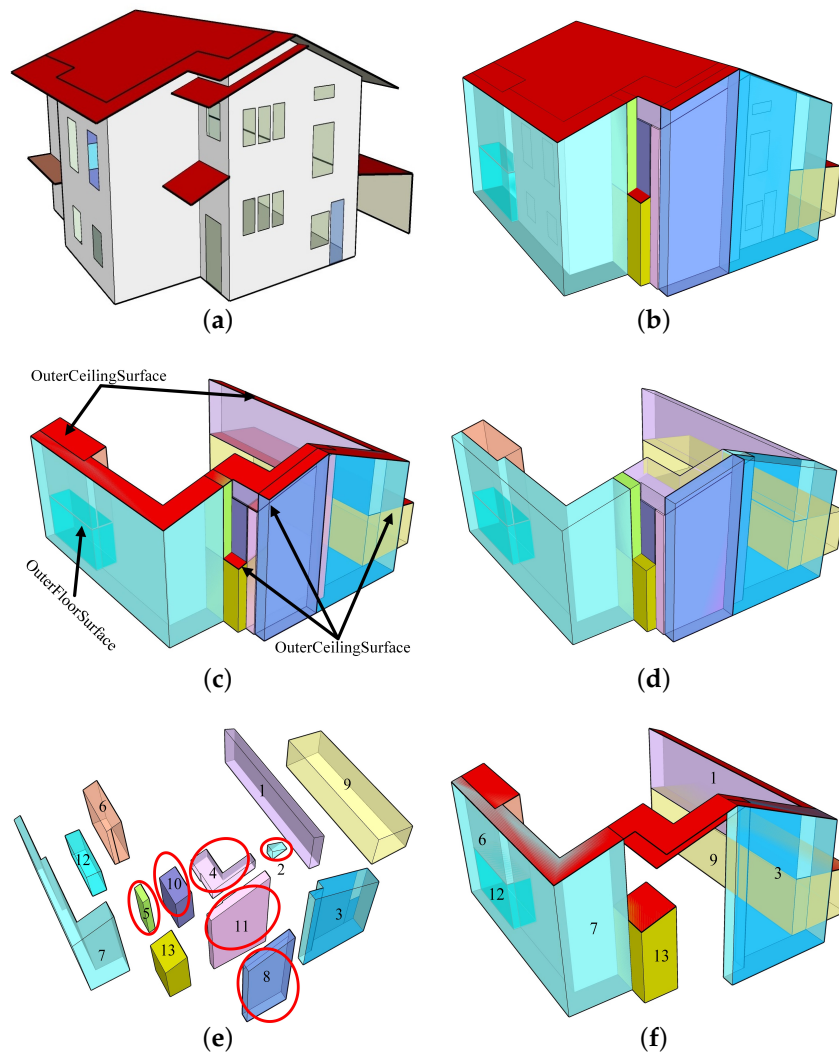 (a)
(b)
OuterCeilingSurface
OuterFloorSurface
OuterCeilingSurface
(c)
(d)
1
9
6
2
12
4
10
5
3
11
7
13
8
(e)
1
6
9
3
12
7
13
(f)